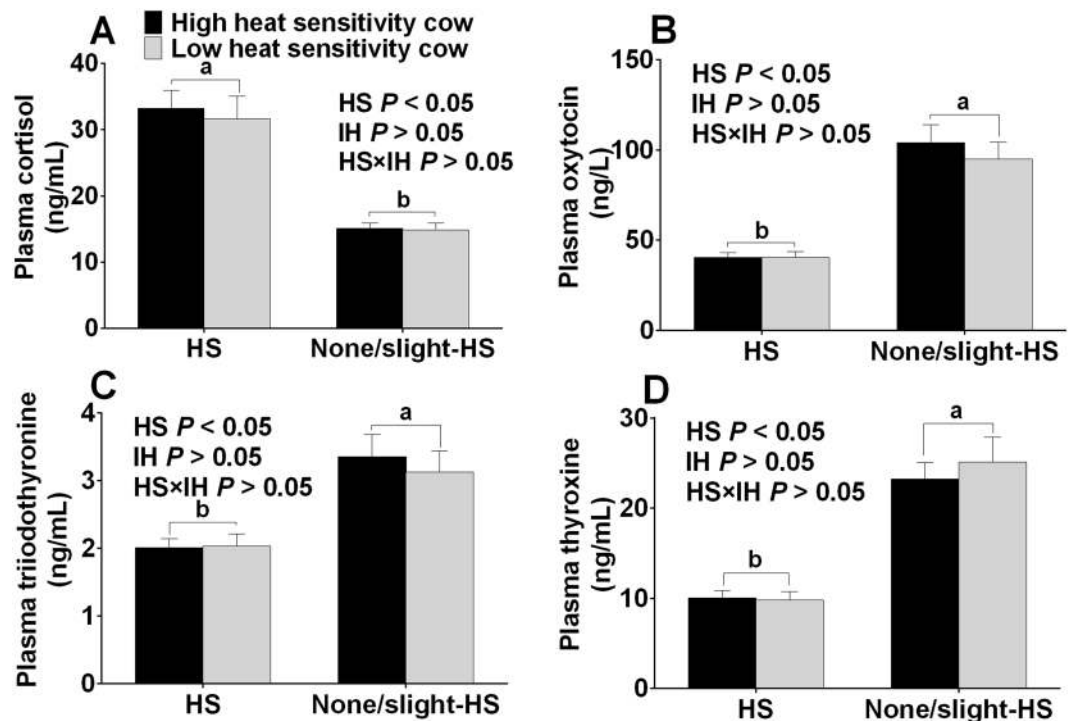 A
High heat sensitivity cow
Low heat sensitivity cow
Plasma cortisol
(ng/mL)
40
30
20
10
0
a
b
HS P < 0.05
IH P > 0.05
HS×IH P > 0.05
HS
None/slight-HS
B
Plasma oxytocin
(ng/L)
150
100
50
0
HS P < 0.05
IH P > 0.05
HS×IH P > 0.05
b
a
HS
None/slight-HS
C
Plasma triiodothyronine
(ng/mL)
4
3
2
1
0
HS P < 0.05
IH P > 0.05
HS×IH P > 0.05
b
a
HS
None/slight-HS
D
Plasma thyroxine
(ng/mL)
30
20
10
0
HS P < 0.05
IH P > 0.05
HS×IH P > 0.05
b
a
HS
None/slight-HS